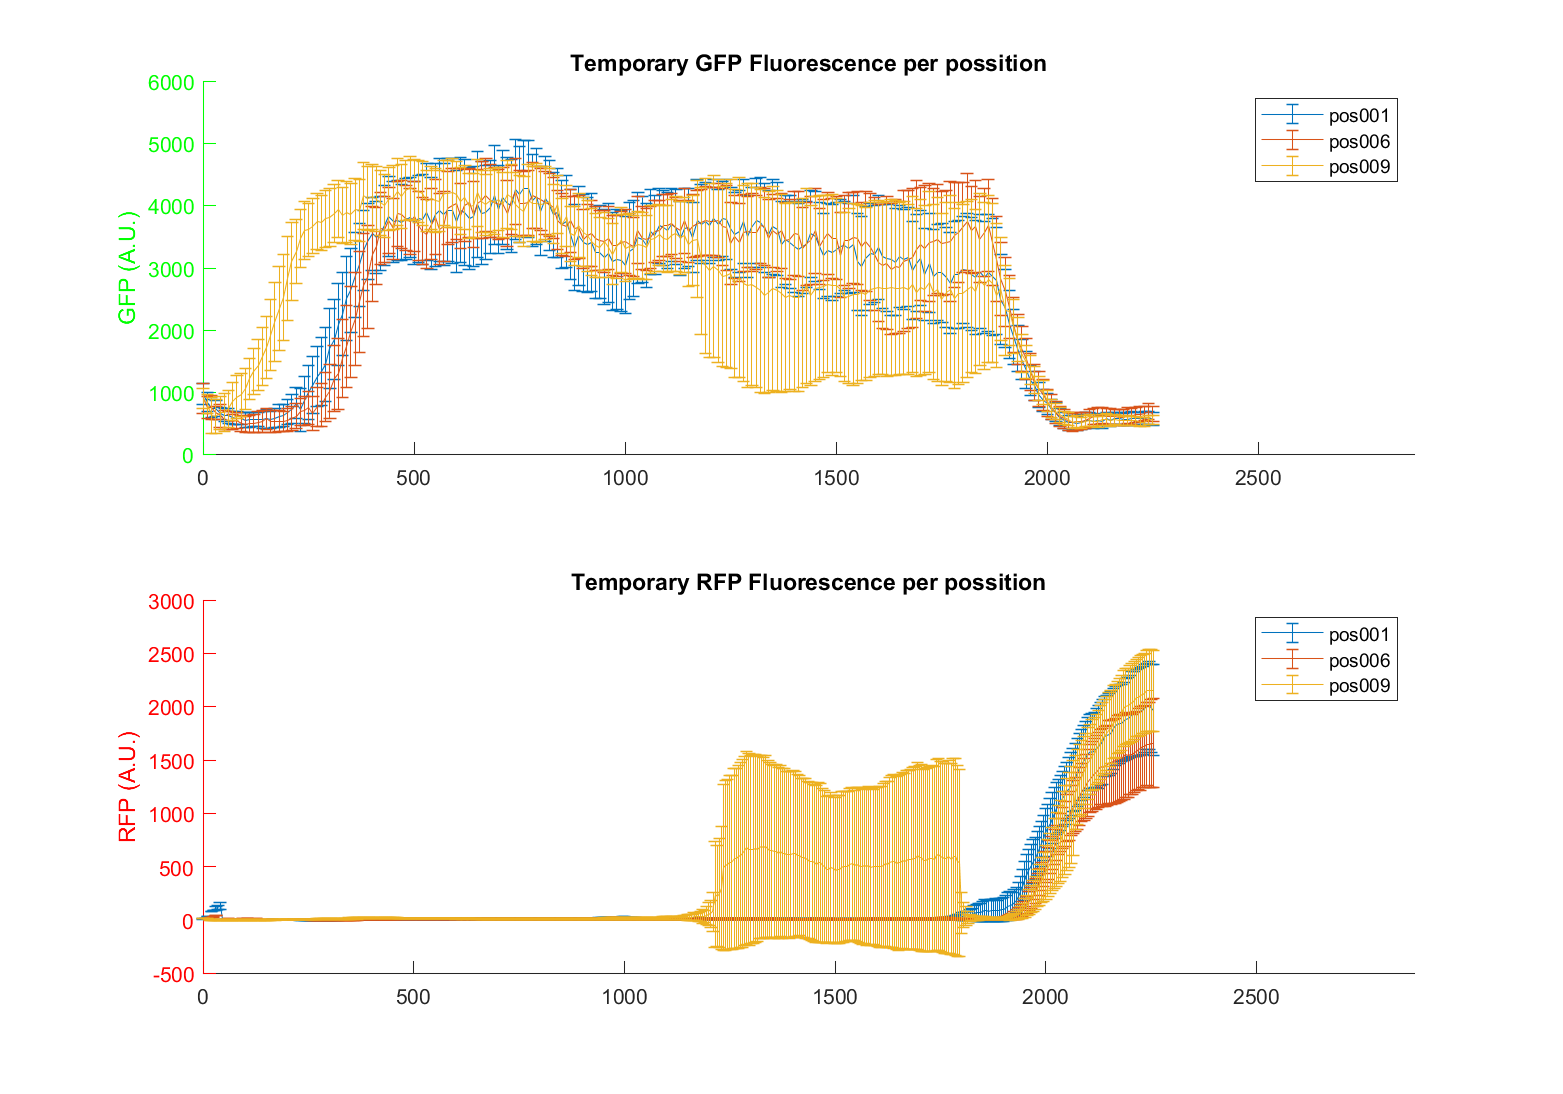 Temporary GFP Fluorescence per possition
6000
5000
4000
3000
2000
1000
0
GFP (A.U.)
0 500 1000 1500 2000 2500
pos001
pos006
pos009
Temporary RFP Fluorescence per possition
3000
2500
2000
1500
1000
500
0
-500
RFP (A.U.)
0 500 1000 1500 2000 2500
pos001
pos006
pos009